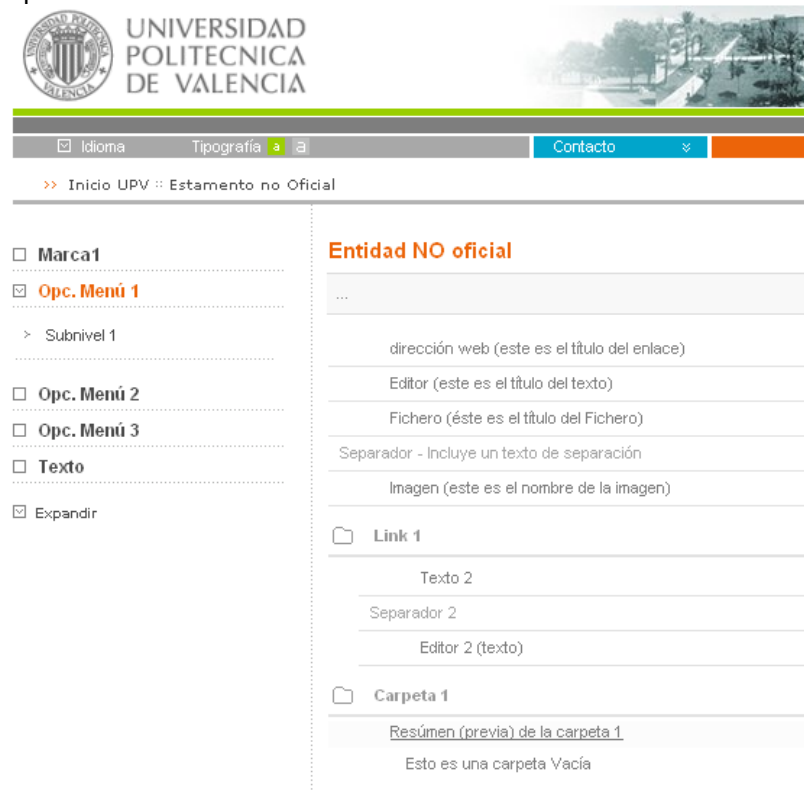 UNIVERSIDAD
POLITECNICA
DE VALENCIA
Idioma
Tipografía a a
Contacto
>> Inicio UPV :: Estamento no Oficial
Marca1
Opc. Menú 1
> Subnivel 1
Opc. Menú 2
Opc. Menú 3
Texto
Expandir
Entidad NO oficial
...
dirección web (este es el título del enlace)
Editor (este es el título del texto)
Fichero (éste es el título del Fichero)
Separador - Incluye un texto de separación
Imagen (este es el nombre de la imagen)
Link 1
Texto 2
Separador 2
Editor 2 (texto)
Carpeta 1
Resúmen (previa) de la carpeta 1
Esto es una carpeta Vacía